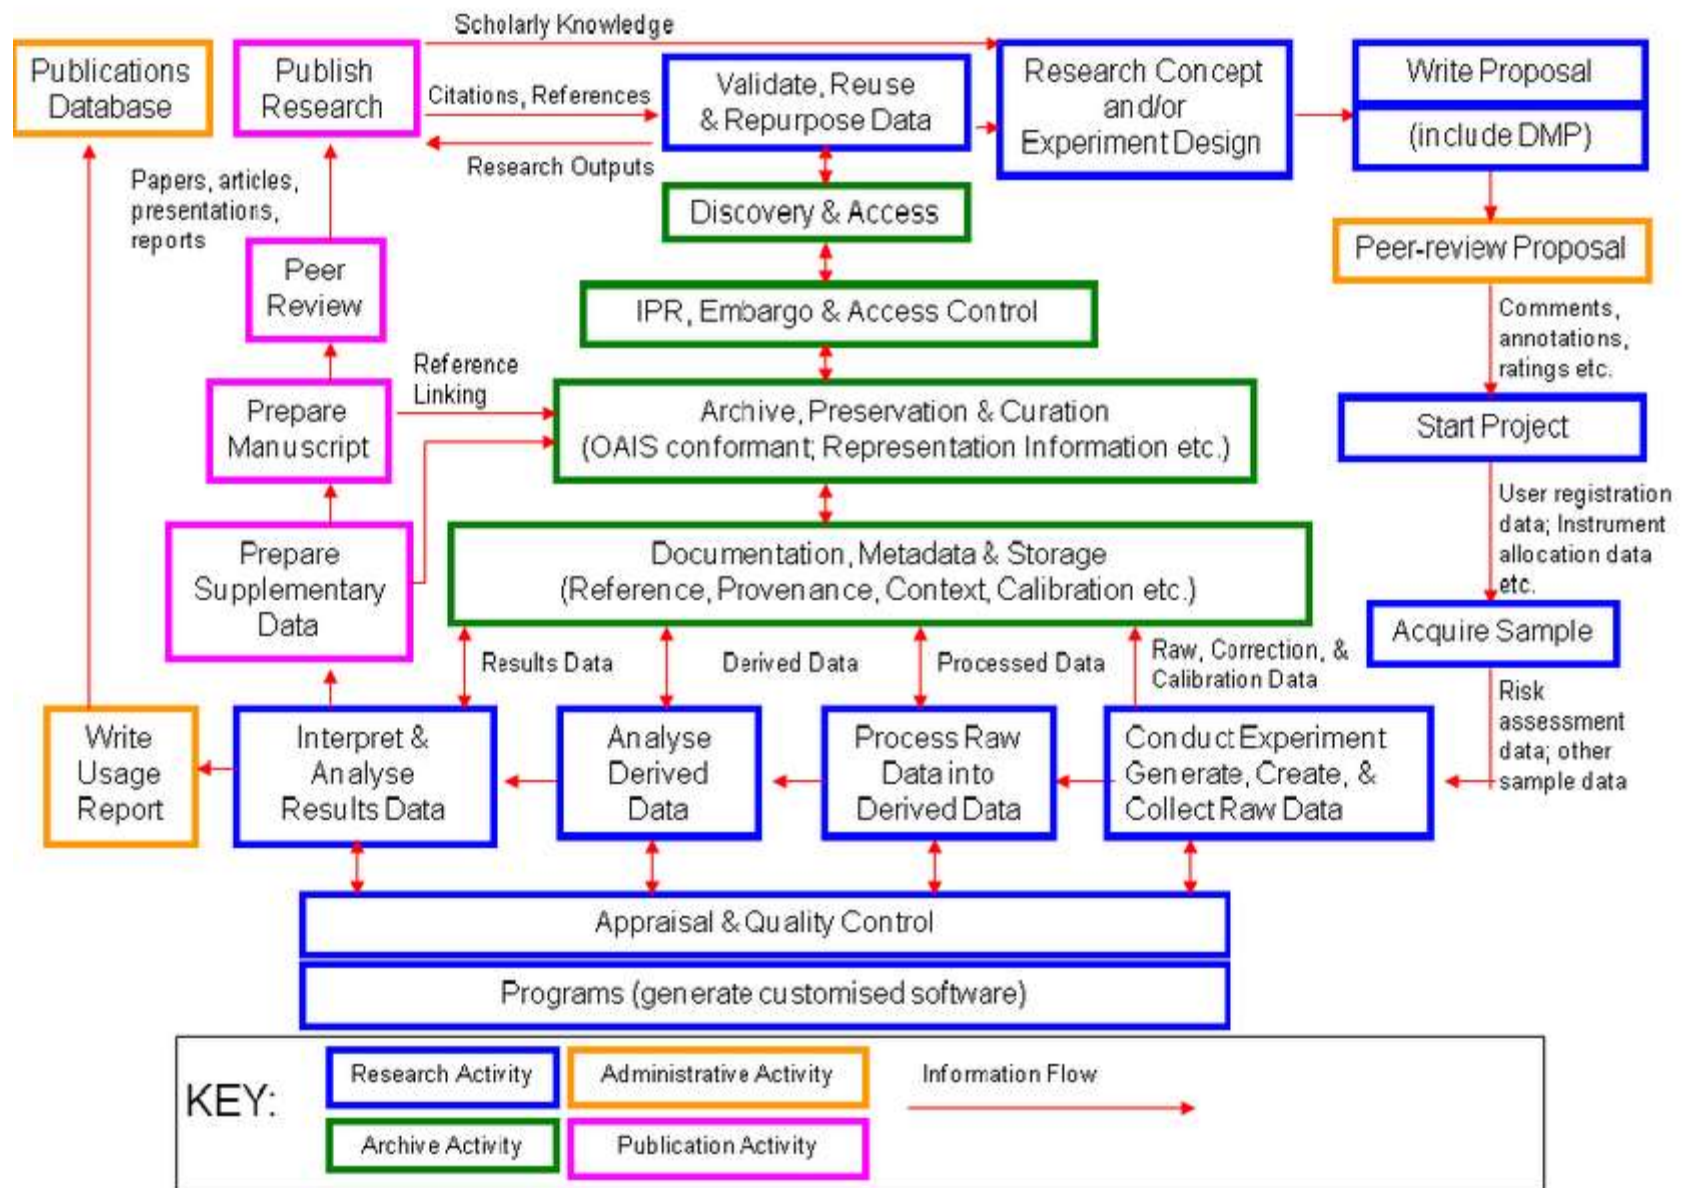 Scholarly Knowledge
Publications
Database
Publish
Research
Citations, References
Research Outputs
Validate, Reuse
& Repurpose Data
Research Concept
and/or
Experiment Design
Write Proposal
(include DMP)
Papers, articles,
presentations,
reports
Discovery & Access
Peer-review Proposal
Peer
Review
IPR, Embargo & Access Control
Comments,
annotations,
ratings etc.
Reference
Linking
Prepare
Manuscript
Archive, Preservation & Curation
(OAIS conformant; Representation Information etc.)
Start Project
User registration
data; Instrument
allocation data
etc.
Prepare
Supplementary
Data
Documentation, Metadata & Storage
(Reference, Provenance, Context, Calibration etc.)
Acquire Sample
Results Data
Derived Data
Processed Data
Raw, Correction, &
Calibration Data
Risk
assessment
data; other
sample data
Write
Usage
Report
Interpret &
Analyse
Results Data
Analyse
Derived
Data
Process Raw
Data into
Derived Data
Conduct Experiment
Generate, Create, &
Collect Raw Data
Appraisal & Quality Control
Programs (generate customised software)
KEY:
Research Activity
Administrative Activity
Information Flow
Archive Activity
Publication Activity